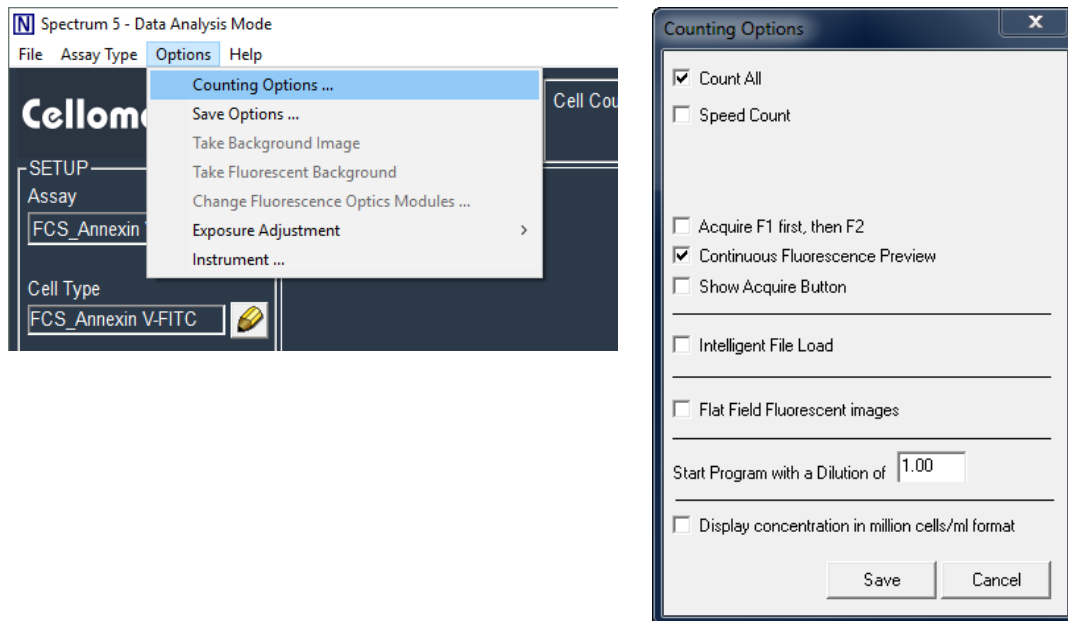 N Spectrum 5 - Data Analysis Mode
File Assay Type Options Help
Counting Options ...
Save Options ...
Take Background Image
Take Fluorescent Background
Change Fluorescence Optics Modules ...
Exposure Adjustment >
Instrument ...
Cellom
Cell Cou
SETUP
Assay
FCS_Annexin
Cell Type
FCS_Annexin V-FITC
Counting Options X
Count All
Speed Count
Acquire F1 first, then F2
Continuous Fluorescence Preview
Show Acquire Button
Intelligent File Load
Flat Field Fluorescent images
Start Program with a Dilution of 1.00
Display concentration in million cells/ml format
Save Cancel